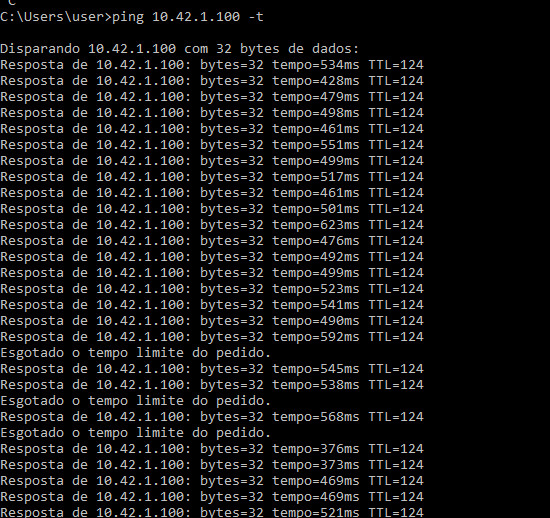 ^C
C:\Users\user>ping 10.42.1.100 -t
Disparando 10.42.1.100 com 32 bytes de dados:
Resposta de 10.42.1.100: bytes=32 tempo=534ms TTL=124
Resposta de 10.42.1.100: bytes=32 tempo=428ms TTL=124
Resposta de 10.42.1.100: bytes=32 tempo=479ms TTL=124
Resposta de 10.42.1.100: bytes=32 tempo=498ms TTL=124
Resposta de 10.42.1.100: bytes=32 tempo=461ms TTL=124
Resposta de 10.42.1.100: bytes=32 tempo=551ms TTL=124
Resposta de 10.42.1.100: bytes=32 tempo=499ms TTL=124
Resposta de 10.42.1.100: bytes=32 tempo=517ms TTL=124
Resposta de 10.42.1.100: bytes=32 tempo=461ms TTL=124
Resposta de 10.42.1.100: bytes=32 tempo=501ms TTL=124
Resposta de 10.42.1.100: bytes=32 tempo=623ms TTL=124
Resposta de 10.42.1.100: bytes=32 tempo=476ms TTL=124
Resposta de 10.42.1.100: bytes=32 tempo=492ms TTL=124
Resposta de 10.42.1.100: bytes=32 tempo=499ms TTL=124
Resposta de 10.42.1.100: bytes=32 tempo=523ms TTL=124
Resposta de 10.42.1.100: bytes=32 tempo=541ms TTL=124
Resposta de 10.42.1.100: bytes=32 tempo=490ms TTL=124
Resposta de 10.42.1.100: bytes=32 tempo=592ms TTL=124
Esgotado o tempo limite do pedido.
Resposta de 10.42.1.100: bytes=32 tempo=545ms TTL=124
Resposta de 10.42.1.100: bytes=32 tempo=538ms TTL=124
Esgotado o tempo limite do pedido.
Resposta de 10.42.1.100: bytes=32 tempo=568ms TTL=124
Esgotado o tempo limite do pedido.
Resposta de 10.42.1.100: bytes=32 tempo=376ms TTL=124
Resposta de 10.42.1.100: bytes=32 tempo=373ms TTL=124
Resposta de 10.42.1.100: bytes=32 tempo=469ms TTL=124
Resposta de 10.42.1.100: bytes=32 tempo=469ms TTL=124
Resposta de 10.42.1.100: bytes=32 tempo=500ms TTL=124
Resposta de 10.42.1.100: bytes=32 tempo=521ms TTL=124